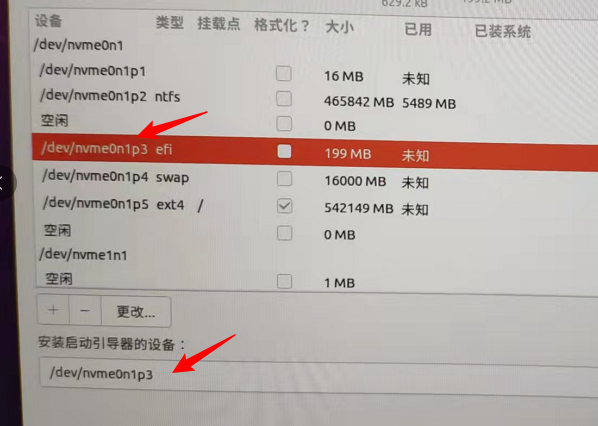 629.2 kB
设备 类型 挂载点 格式化？ 大小 已用 已装系统
/dev/nvme0n1
/dev/nvme0n1p1 16 MB 未知
/dev/nvme0n1p2 ntfs 465842 MB 5489 MB
空闲 0 MB
/dev/nvme0n1p3 efi 199 MB 未知
/dev/nvme0n1p4 swap 16000 MB 未知
/dev/nvme0n1p5 ext4 / 542149 MB 未知
空闲 0 MB
/dev/nvme1n1
空闲 1 MB
+ − 更改...
安装启动引导器的设备：
/dev/nvme0n1p3